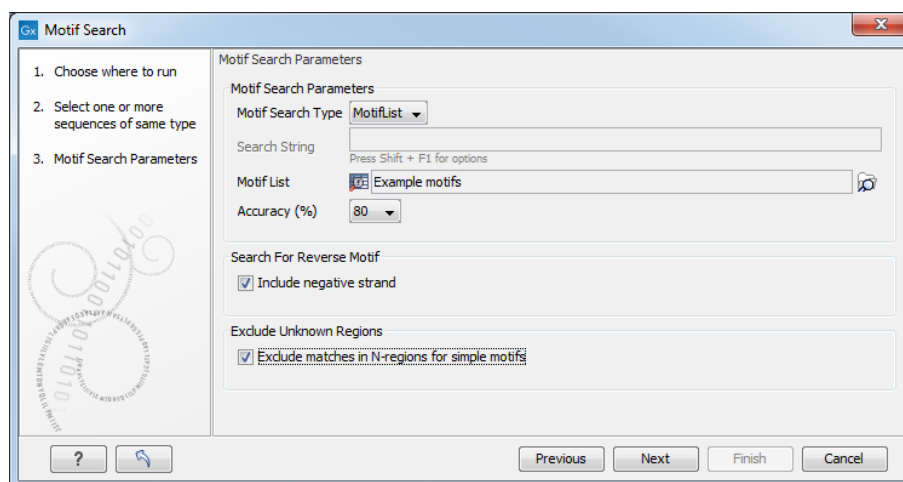 Gx Motif Search
1. Choose where to run
2. Select one or more
sequences of same type
3. Motif Search Parameters
Motif Search Parameters
Motif Search Parameters
Motif Search Type MotifList
Search String
Press Shift + F1 for options
Motif List Example motifs
Accuracy (%) 80
Search For Reverse Motif
Include negative strand
Exclude Unknown Regions
Exclude matches in N-regions for simple motifs
? Previous Next Finish Cancel